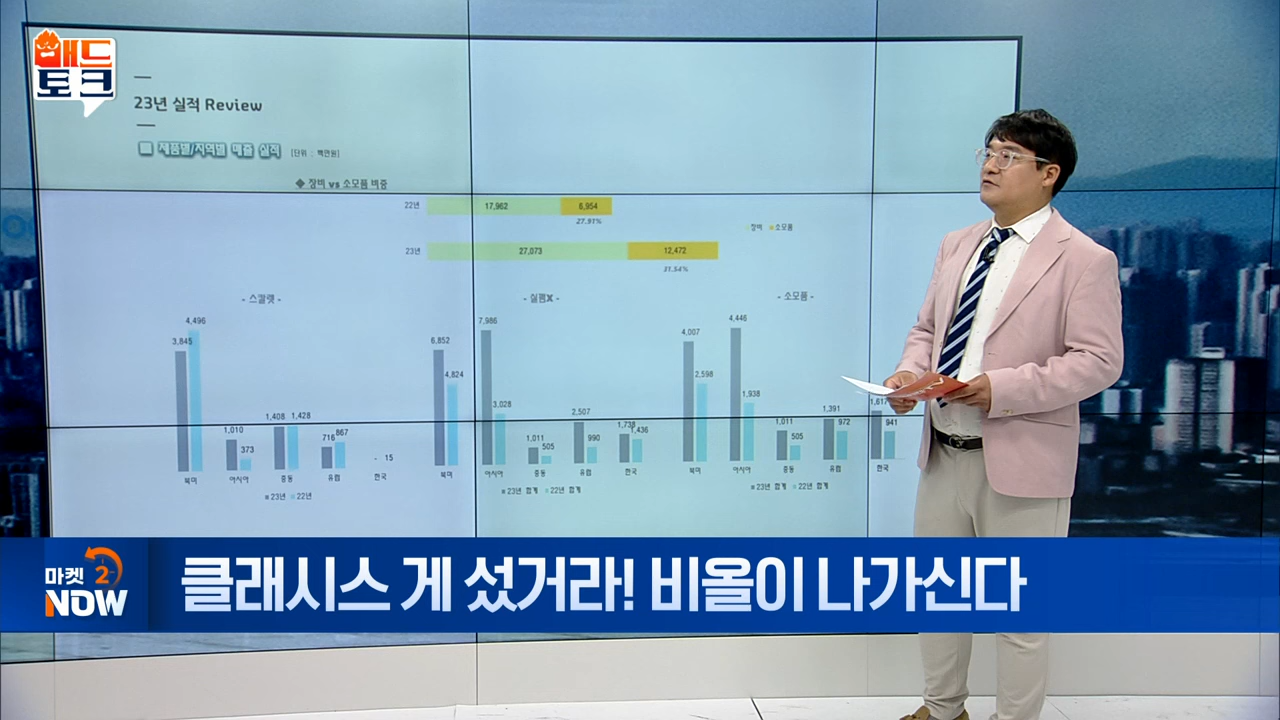 매드
토크
23년 실적 Review
제품별/지역별 매출 실적 [단위 : 백만원]
◆ 장비 vs 소모품 비중
22년 17,962 6,954
27.91%
장비 소모품
23년 27,073 12,472
31.54%
- 스칼렛 - - 실펌X - - 소모품 -
3,845 4,496 1,010 373 1,408 1,428 716 867 - 15
북미 아시아 중동 유럽 한국
■ 23년 ■ 22년
6,852 4,824 7,986 3,028 1,011 505 2,507 990 1,738 1,436
북미 아시아 중동 유럽 한국
■ 23년 합계 ■ 22년 합계
4,007 2,598 4,446 1,938 1,011 505 1,391 972 1,617 941
북미 아시아 중동 유럽 한국
■ 23년 합계 ■ 22년 합계
마켓 2
NOW
클래시스 게 섰거라! 비올이 나가신다